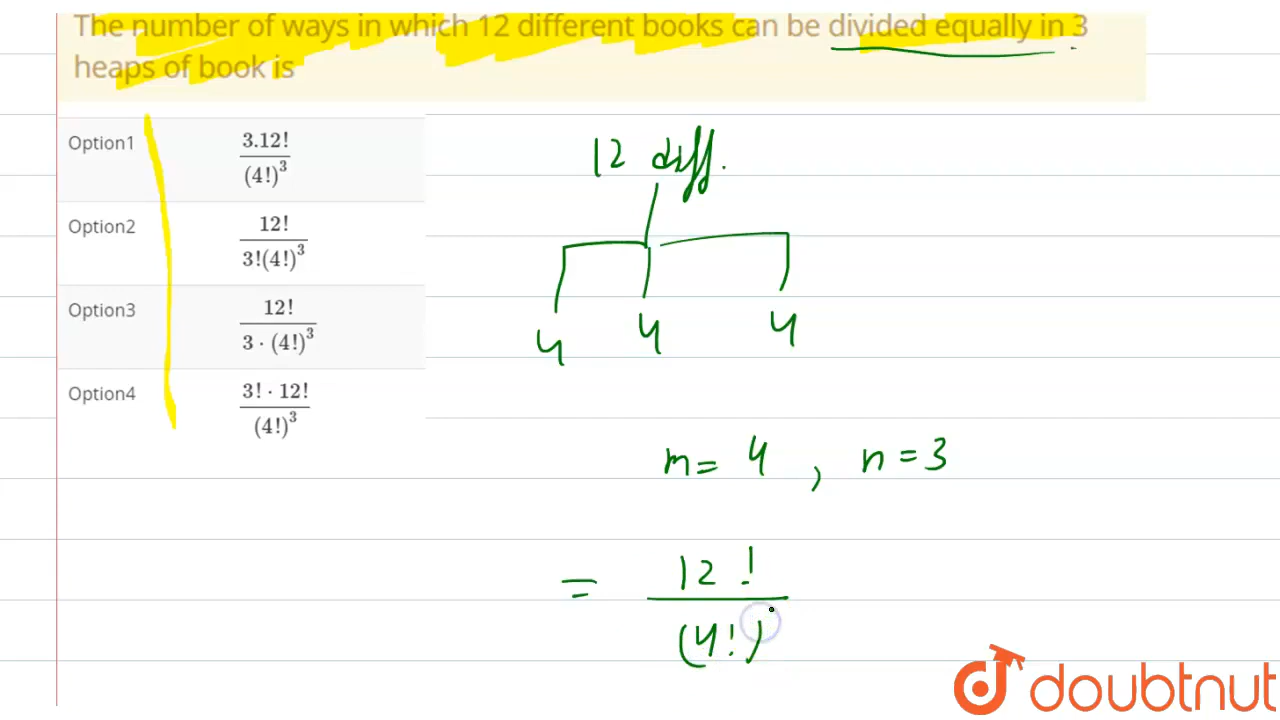 The number of ways in which 12 different books can be divided equally in 3
heaps of book is
Option1 3.12! / (4!)^3
Option2 12! / 3!(4!)^3
Option3 12! / 3 · (4!)^3
Option4 3! · 12! / (4!)^3
12 diff.
4 4 4
m = 4 , n = 3
= 12 ! / (4!)
doubtnut